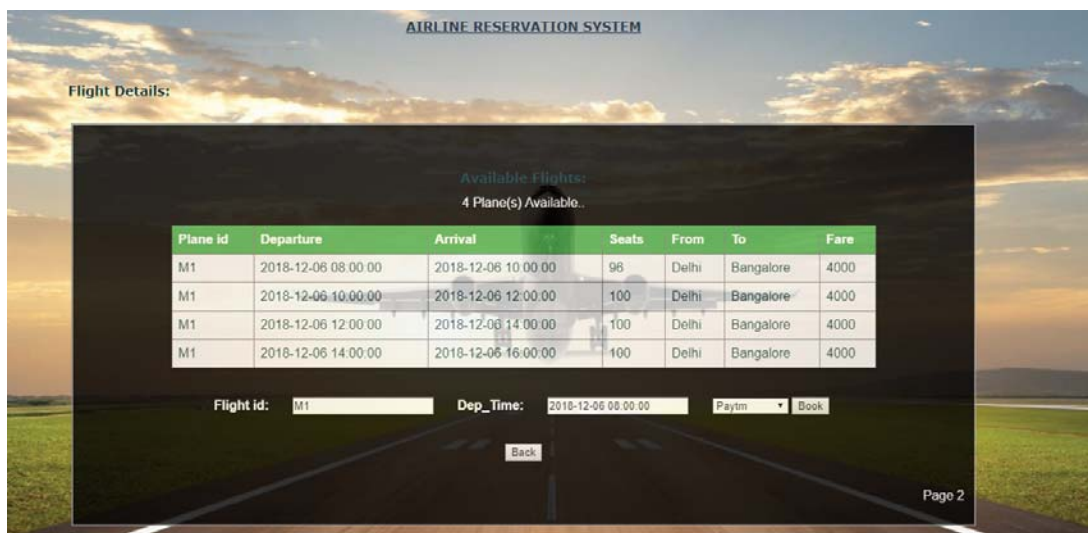 AIRLINE RESERVATION SYSTEM
Flight Details:
Available Flights:
4 Plane(s) Available..
Plane id Departure Arrival Seats From To Fare
M1 2018-12-06 08:00:00 2018-12-06 10:00:00 96 Delhi Bangalore 4000
M1 2018-12-06 10:00:00 2018-12-06 12:00:00 100 Delhi Bangalore 4000
M1 2018-12-06 12:00:00 2018-12-06 14:00:00 100 Delhi Bangalore 4000
M1 2018-12-06 14:00:00 2018-12-06 16:00:00 100 Delhi Bangalore 4000
Flight id: M1 Dep_Time: 2018-12-06 08:00:00 Paytm Book
Back
Page 2